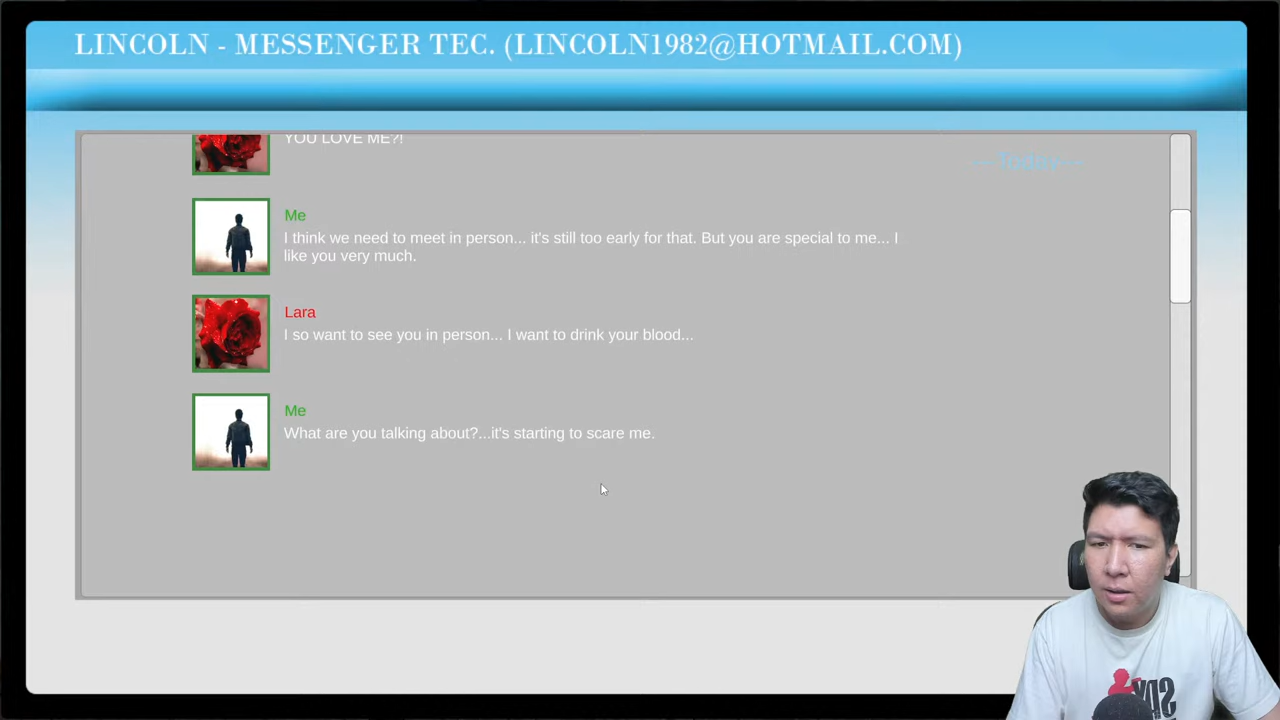 LINCOLN - MESSENGER TEC. (LINCOLN1982@HOTMAIL.COM)
YOU LOVE ME?!
---Today---
Me
I think we need to meet in person... it's still too early for that. But you are special to me... I
like you very much.
Lara
I so want to see you in person... I want to drink your blood...
Me
What are you talking about?...it's starting to scare me.